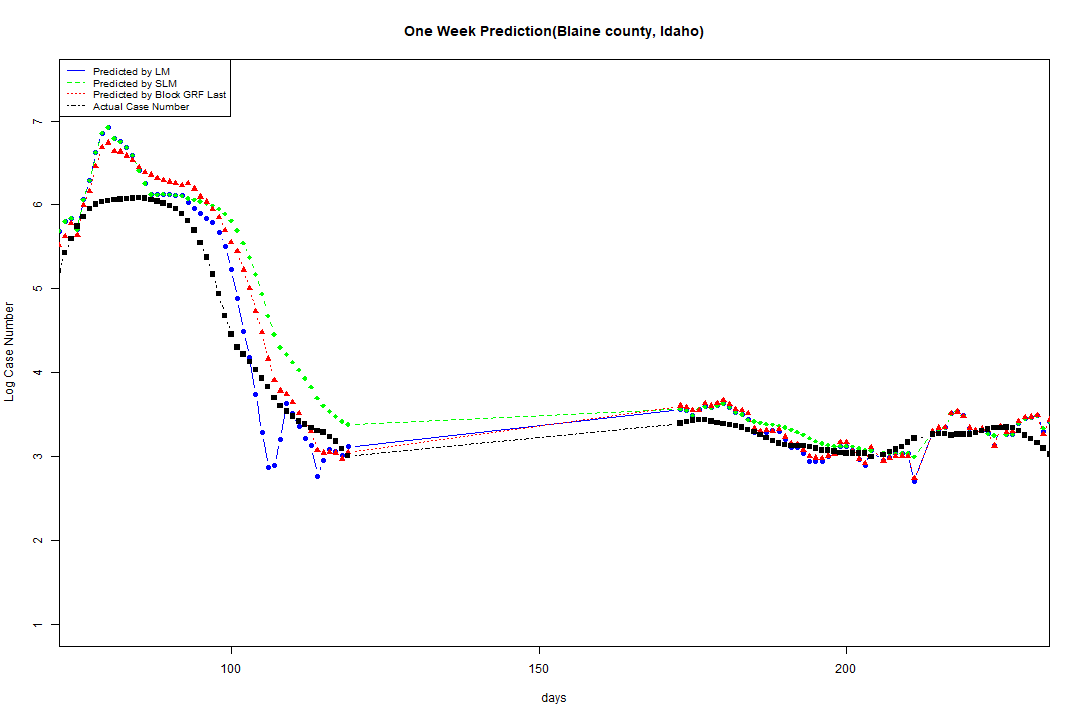 One Week Prediction(Blaine county, Idaho)
Predicted by LM
Predicted by SLM
Predicted by Block GRF Last
Actual Case Number
7
6
5
4
3
2
1
Log Case Number
100 150 200
days